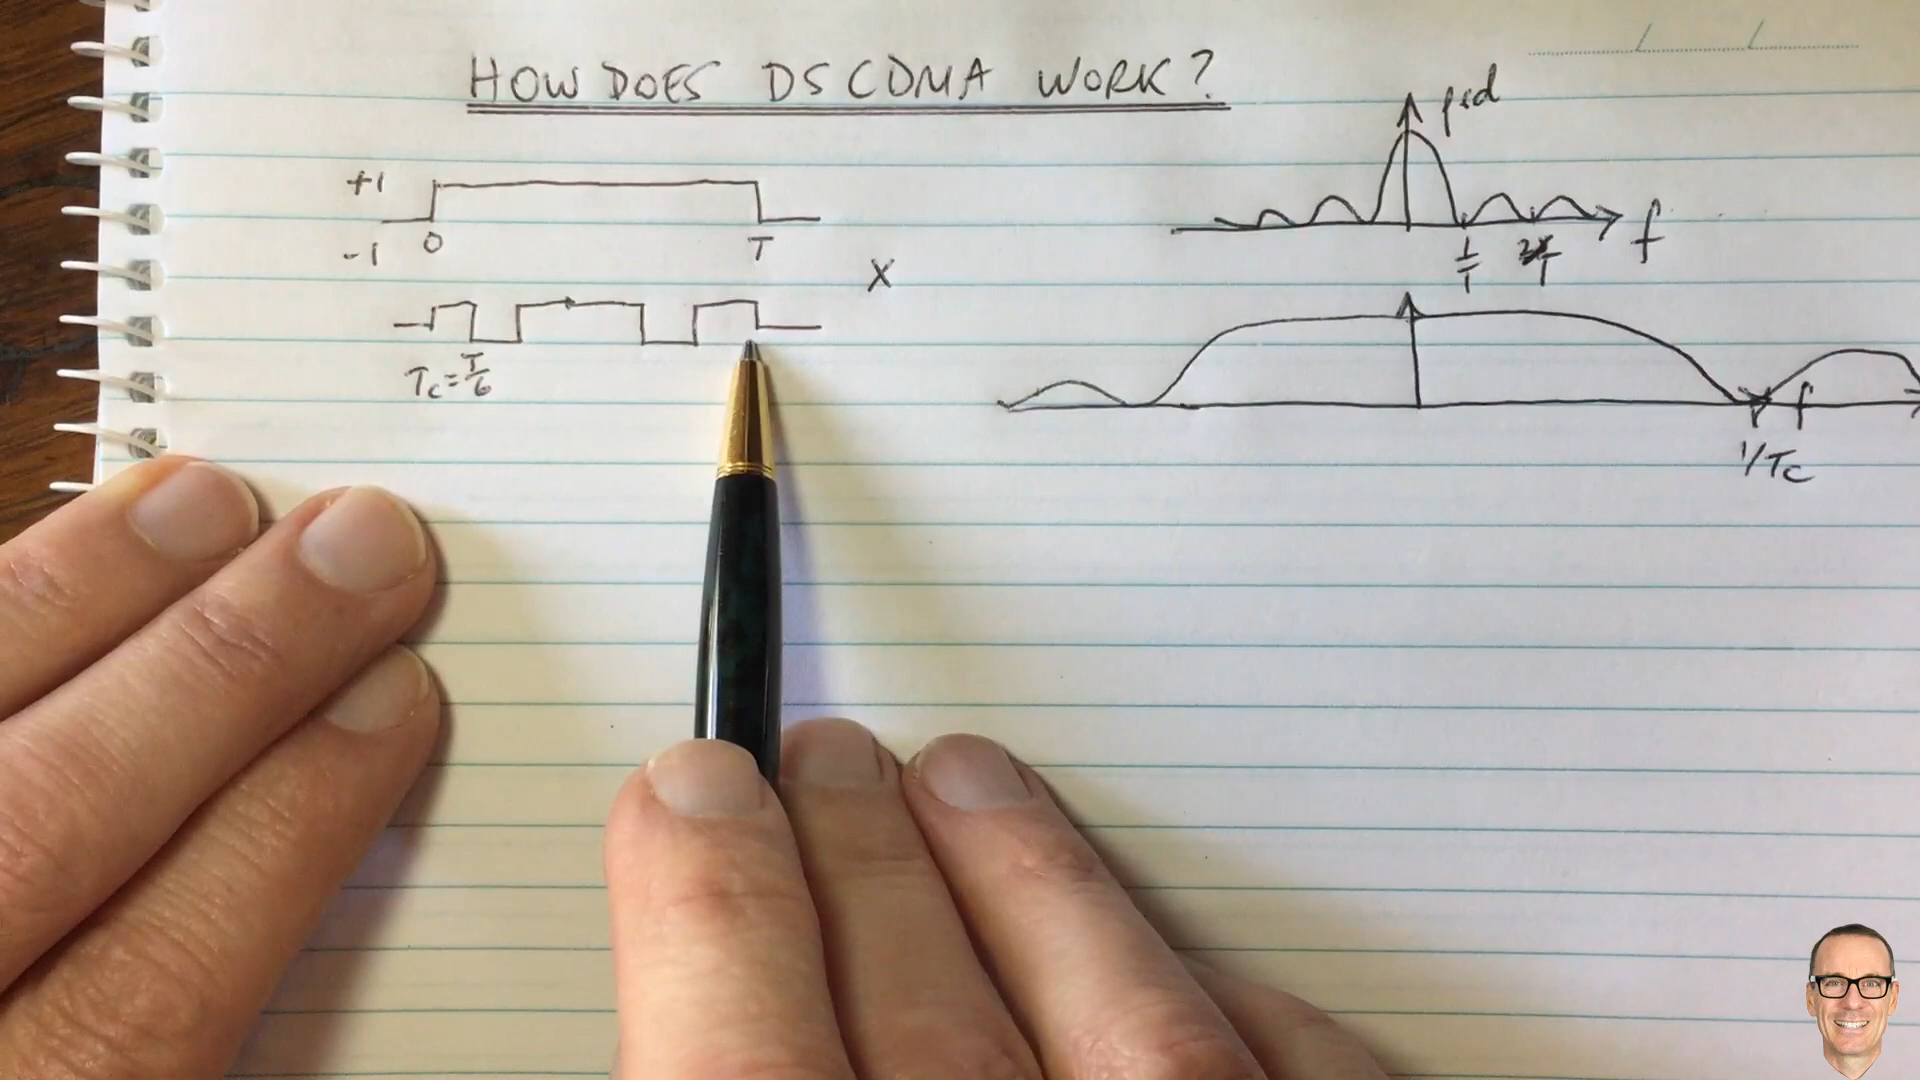 HOW DOES DS CDMA WORK?
psd
+1
-1
0
T
f
1/T
X
Tc = T/6
f
1/Tc